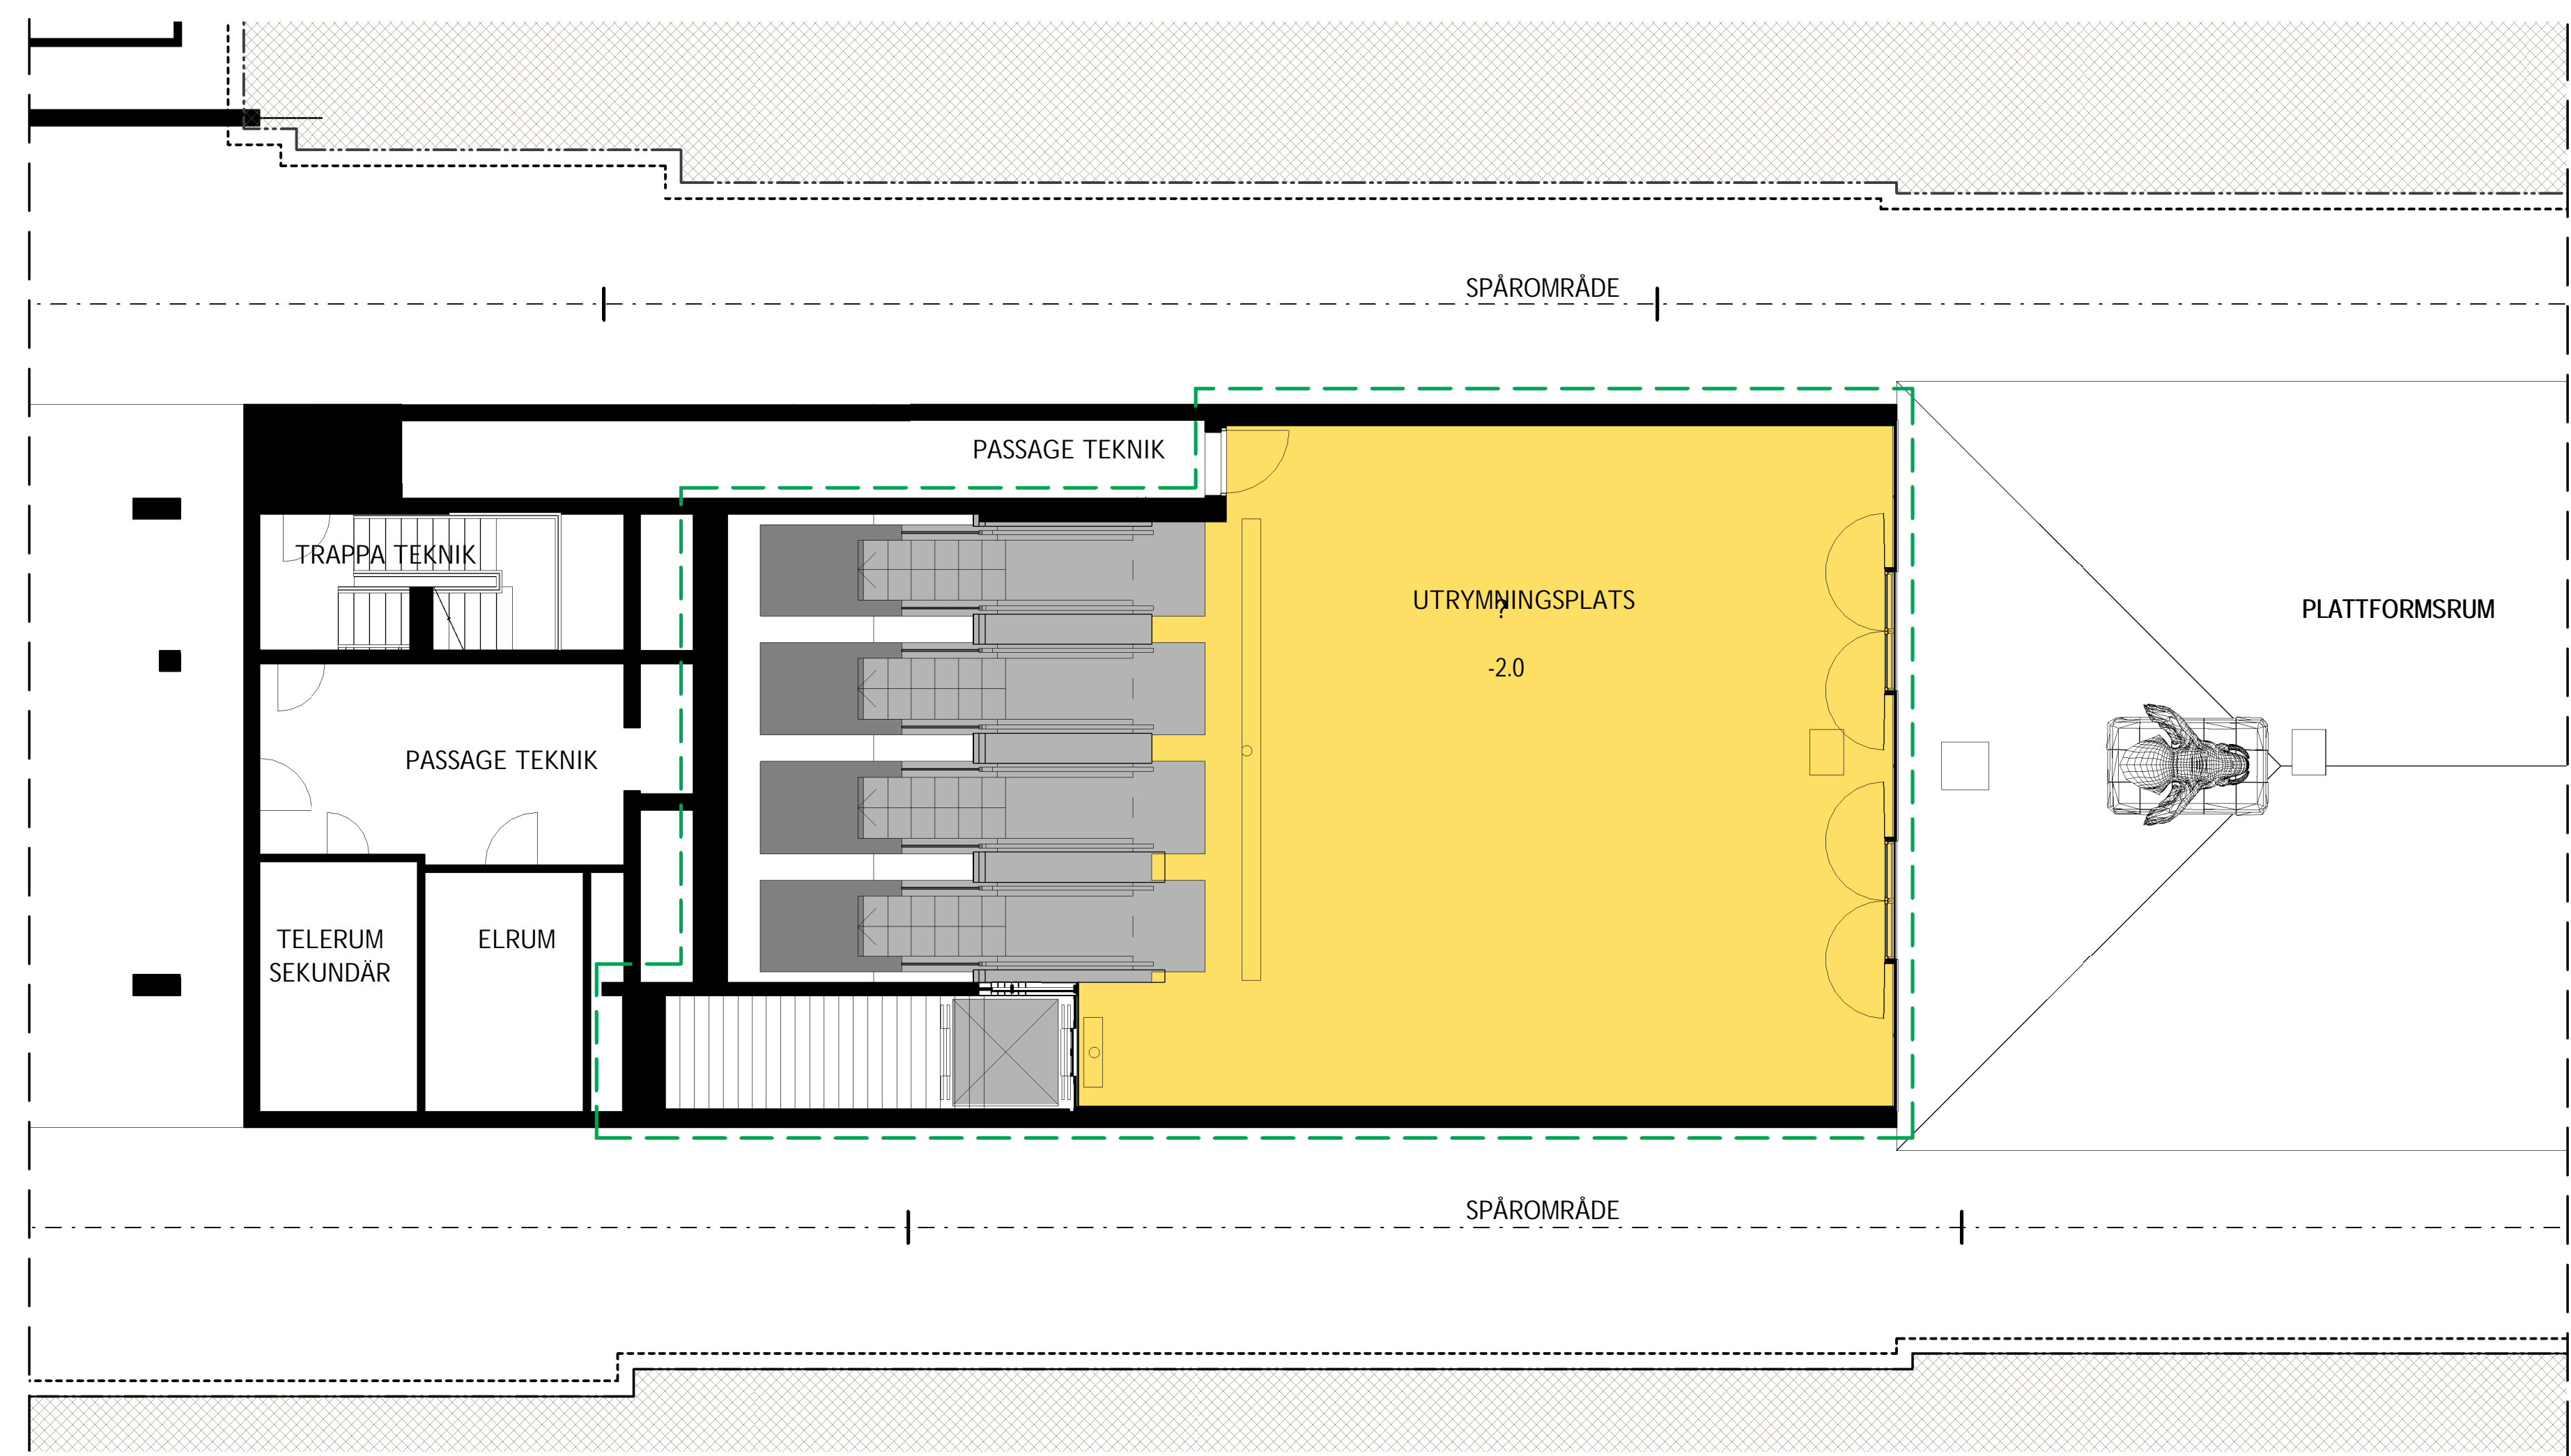 SPÅROMRÅDE
PASSAGE TEKNIK
TRAPPA TEKNIK
UTRYMNINGSPLATS
?
-2.0
PLATTFORMSRUM
PASSAGE TEKNIK
TELERUM
SEKUNDÄR
ELRUM
SPÅROMRÅDE